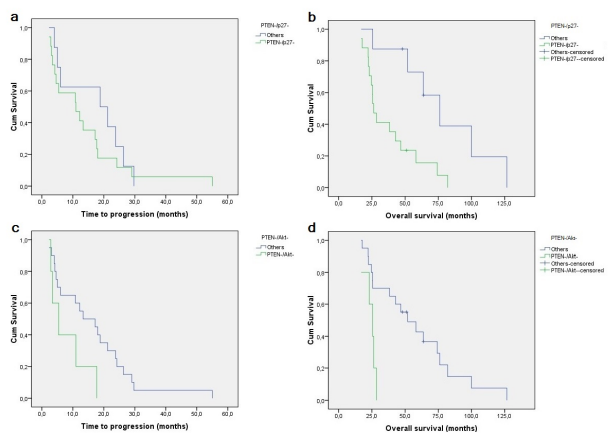 a
PTEN-/p27-
Others
PTEN-/p27-
Cum Survival
1,0
0,8
0,6
0,4
0,2
0,0
0,0 10,0 20,0 30,0 40,0 50,0 60,0
Time to progression (months)
b
PTEN-/p27-
Others
PTEN-/p27-
Others-censored
PTEN-/p27--censored
Cum Survival
1,0
0,8
0,6
0,4
0,2
0,0
0,0 25,0 50,0 75,0 100,0 125,0
Overall survival (months)
c
PTEN-/Akt-
Others
PTEN-/Akt-
Cum Survival
1,0
0,8
0,6
0,4
0,2
0,0
0,0 10,0 20,0 30,0 40,0 50,0 60,0
Time to progression (months)
d
PTEN-/Akt-
Others
PTEN-/Akt-
Others-censored
PTEN-/Akt--censored
Cum Survival
1,0
0,8
0,6
0,4
0,2
0,0
0,0 25,0 50,0 75,0 100,0 125,0
Overall survival (months)